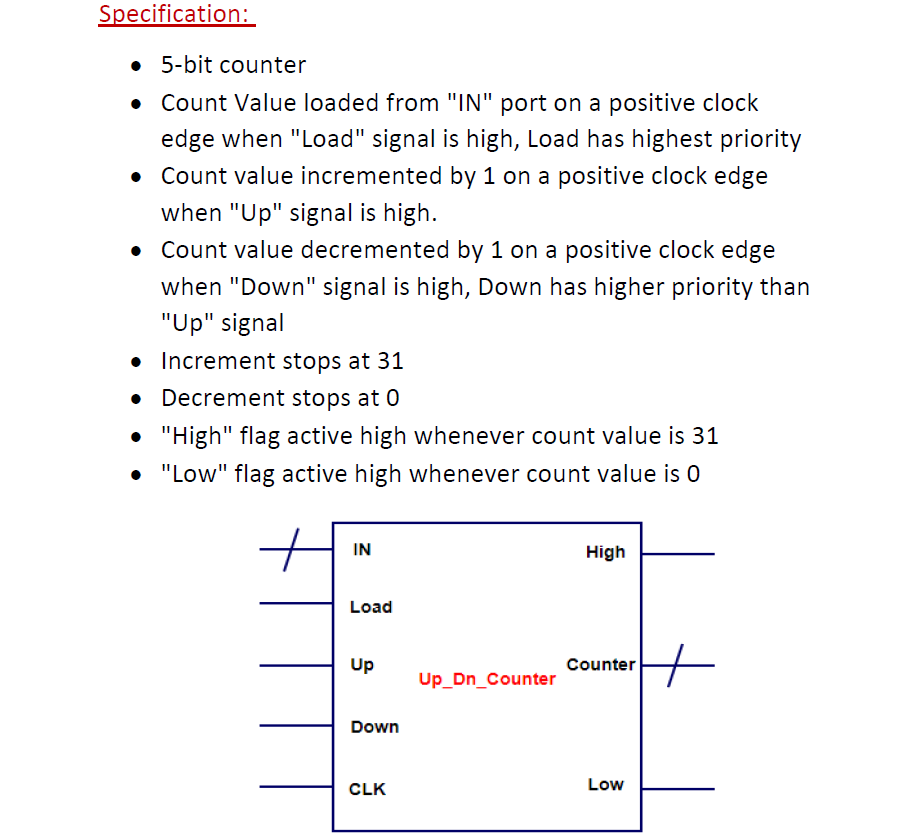 Specification:
• 5-bit counter
• Count Value loaded from "IN" port on a positive clock
edge when "Load" signal is high, Load has highest priority
• Count value incremented by 1 on a positive clock edge
when "Up" signal is high.
• Count value decremented by 1 on a positive clock edge
when "Down" signal is high, Down has higher priority than
"Up" signal
• Increment stops at 31
• Decrement stops at 0
• "High" flag active high whenever count value is 31
• "Low" flag active high whenever count value is 0
IN
High
Load
Up
Counter
Up_Dn_Counter
Down
CLK
Low